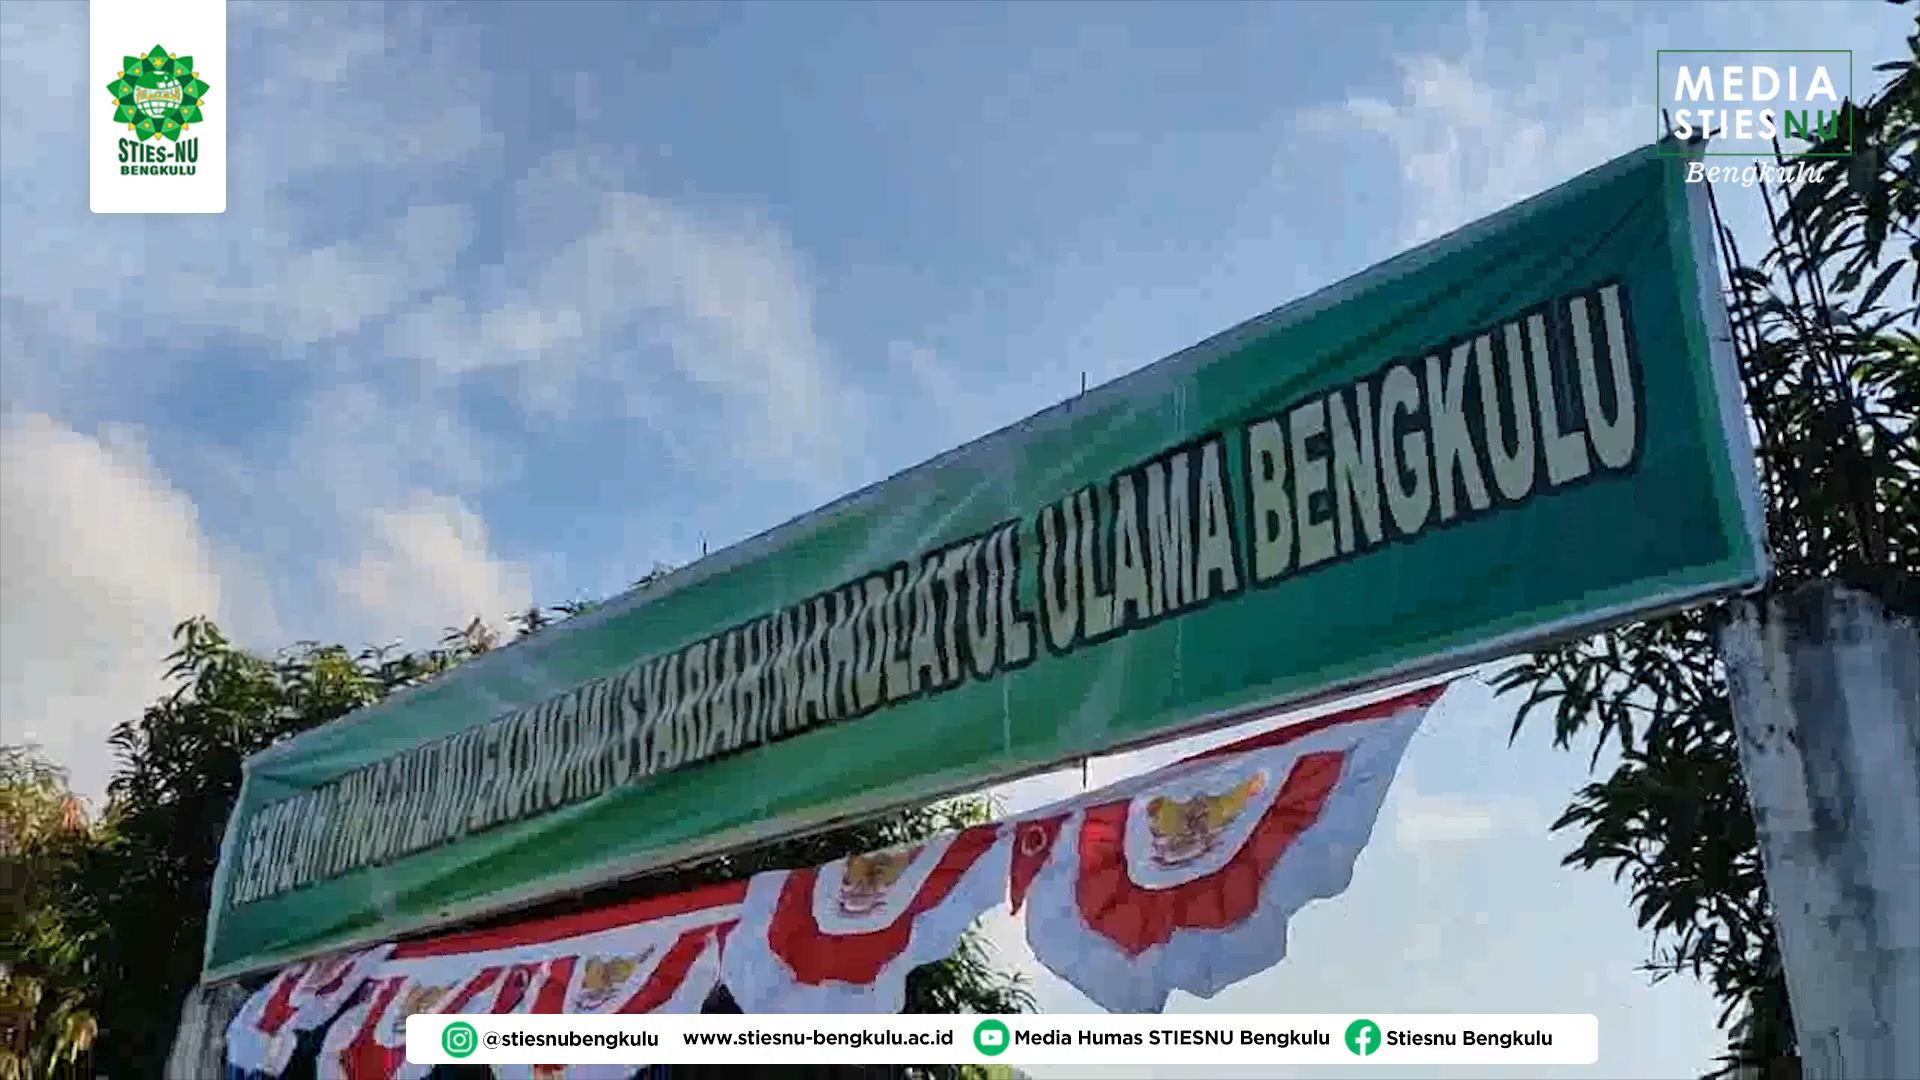 STIES-NU
BENGKULU
MEDIA
STIESNU
Bengkulu
SEKOLAH TINGGI ILMU EKONOMI SYARIAH NAHDLATUL ULAMA BENGKULU
@stiesnubengkulu www.stiesnu-bengkulu.ac.id Media Humas STIESNU Bengkulu Stiesnu Bengkulu